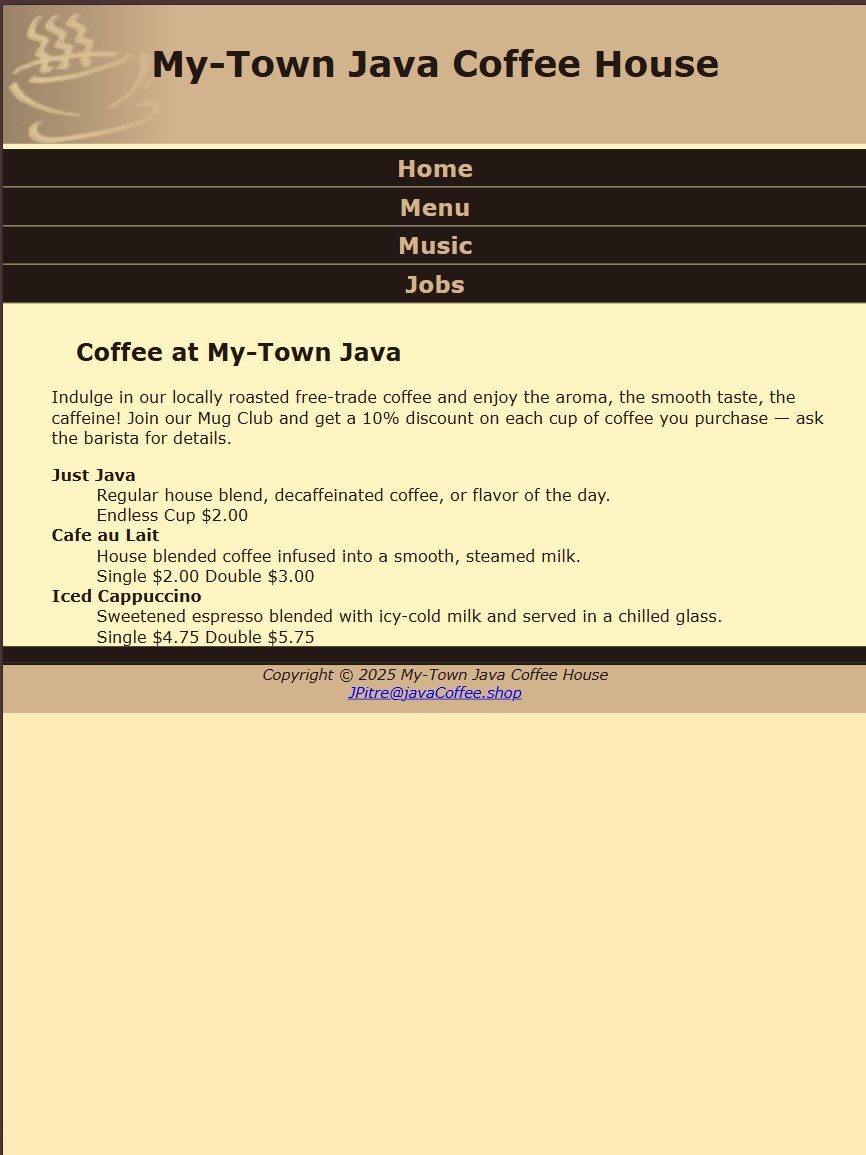 My-Town Java Coffee House
Home
Menu
Music
Jobs
Coffee at My-Town Java
Indulge in our locally roasted free-trade coffee and enjoy the aroma, the smooth taste, the
caffeine! Join our Mug Club and get a 10% discount on each cup of coffee you purchase — ask
the barista for details.
Just Java
Regular house blend, decaffeinated coffee, or flavor of the day.
Endless Cup $2.00
Cafe au Lait
House blended coffee infused into a smooth, steamed milk.
Single $2.00 Double $3.00
Iced Cappuccino
Sweetened espresso blended with icy-cold milk and served in a chilled glass.
Single $4.75 Double $5.75
Copyright © 2025 My-Town Java Coffee House
JPitre@javaCoffee.shop